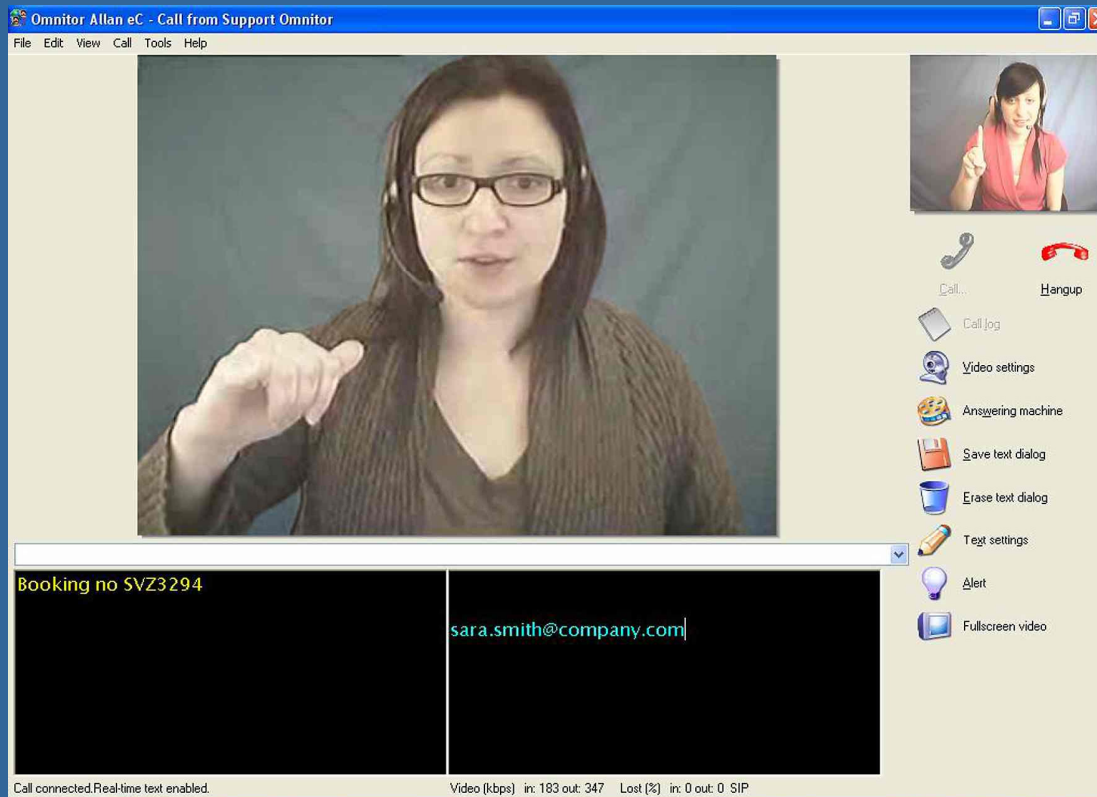 Omnitor Allan eC - Call from Support Omnitor
File Edit View Call Tools Help
Call...
Hangup
Call log
Video settings
Answering machine
Save text dialog
Erase text dialog
Text settings
Alert
Fullscreen video
Booking no SVZ3294
sara.smith@company.com
Call connected.Real-time text enabled.
Video (kbps) in: 183 out: 347 Lost (%) in: 0 out: 0 SIP